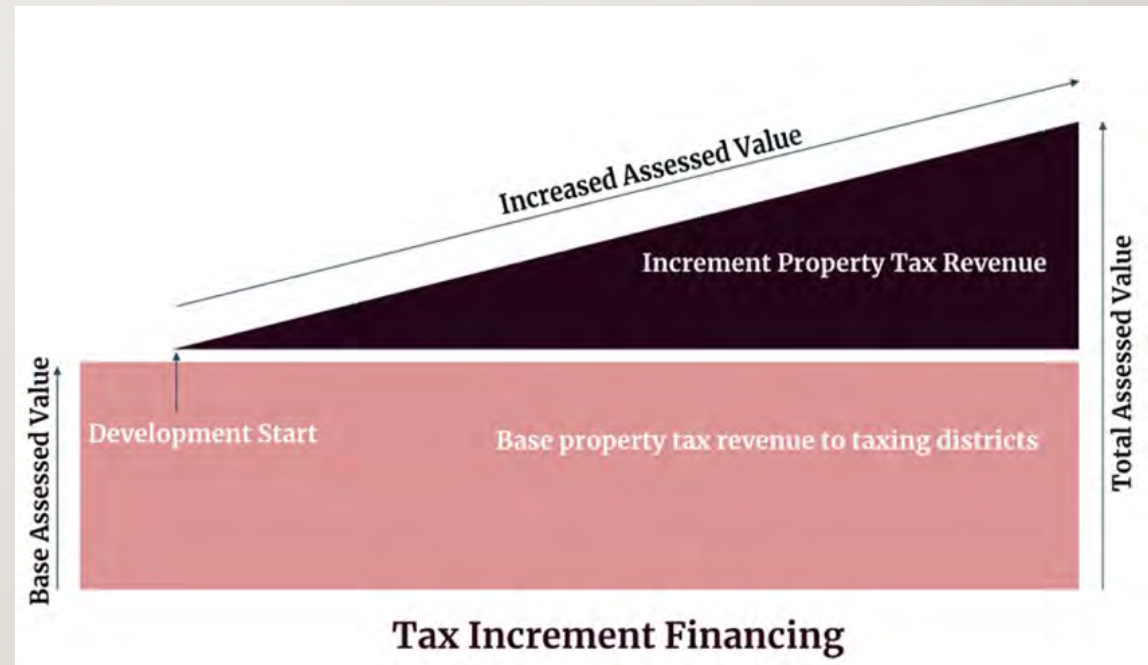 Increased Assessed Value
Increment Property Tax Revenue
Base Assessed Value
Development Start
Base property tax revenue to taxing districts
Total Assessed Value
Tax Increment Financing